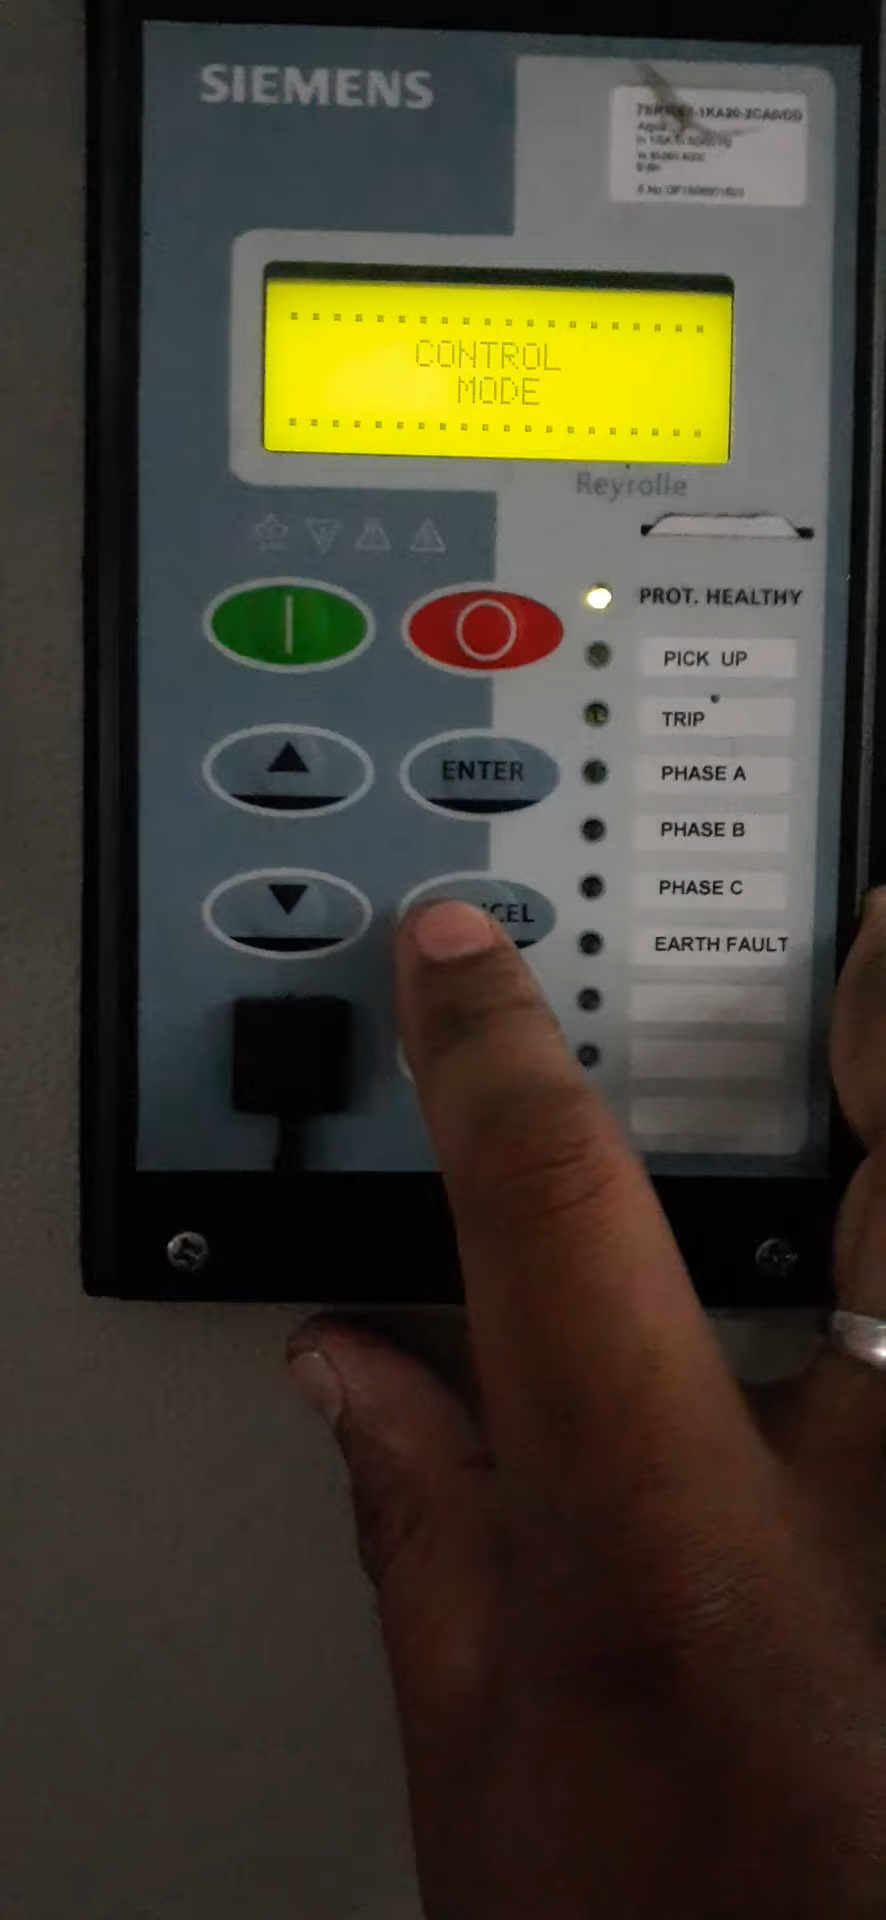 SIEMENS
CONTROL
MODE
Reyrolle
PROT. HEALTHY
PICK UP
TRIP
ENTER
PHASE A
PHASE B
PHASE C
EARTH FAULT